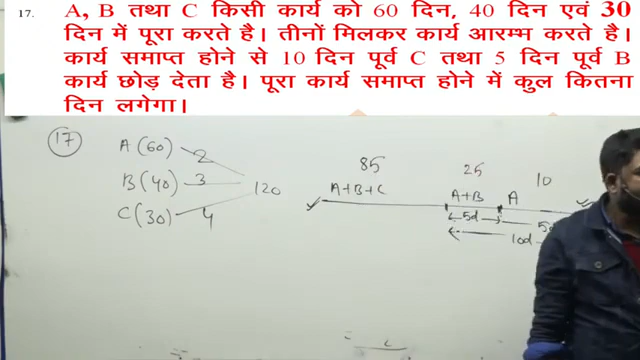 17. A, B तथा C किसी कार्य को 60 दिन, 40 दिन एवं 30
दिन में पूरा करते है। तीनों मिलकर कार्य आरम्भ करते है।
कार्य समाप्त होने से 10 दिन पूर्व C तथा 5 दिन पूर्व B
कार्य छोड़ देता है। पूरा कार्य समाप्त होने में कुल कितना
दिन लगेगा।
17
A (60) 2
B (40) 3 120
C (30) 4
85 25 10
A+B+C A+B A
5d 5d
10d